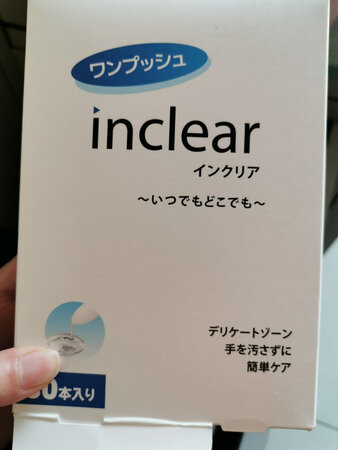 ワンプッシュ
inclear
インクリア
～いつでもどこでも～
デリケートゾーン
手を汚さずに
簡単ケア
0本入り